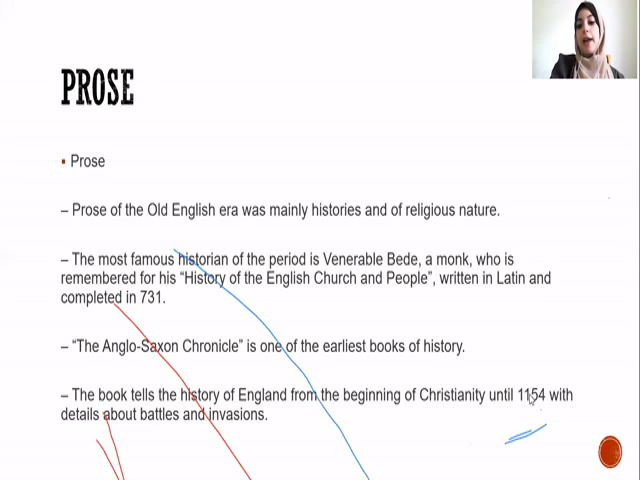 PROSE
▪ Prose
– Prose of the Old English era was mainly histories and of religious nature.
– The most famous historian of the period is Venerable Bede, a monk, who is
remembered for his “History of the English Church and People”, written in Latin and
completed in 731.
– “The Anglo-Saxon Chronicle” is one of the earliest books of history.
– The book tells the history of England from the beginning of Christianity until 1154 with
details about battles and invasions.